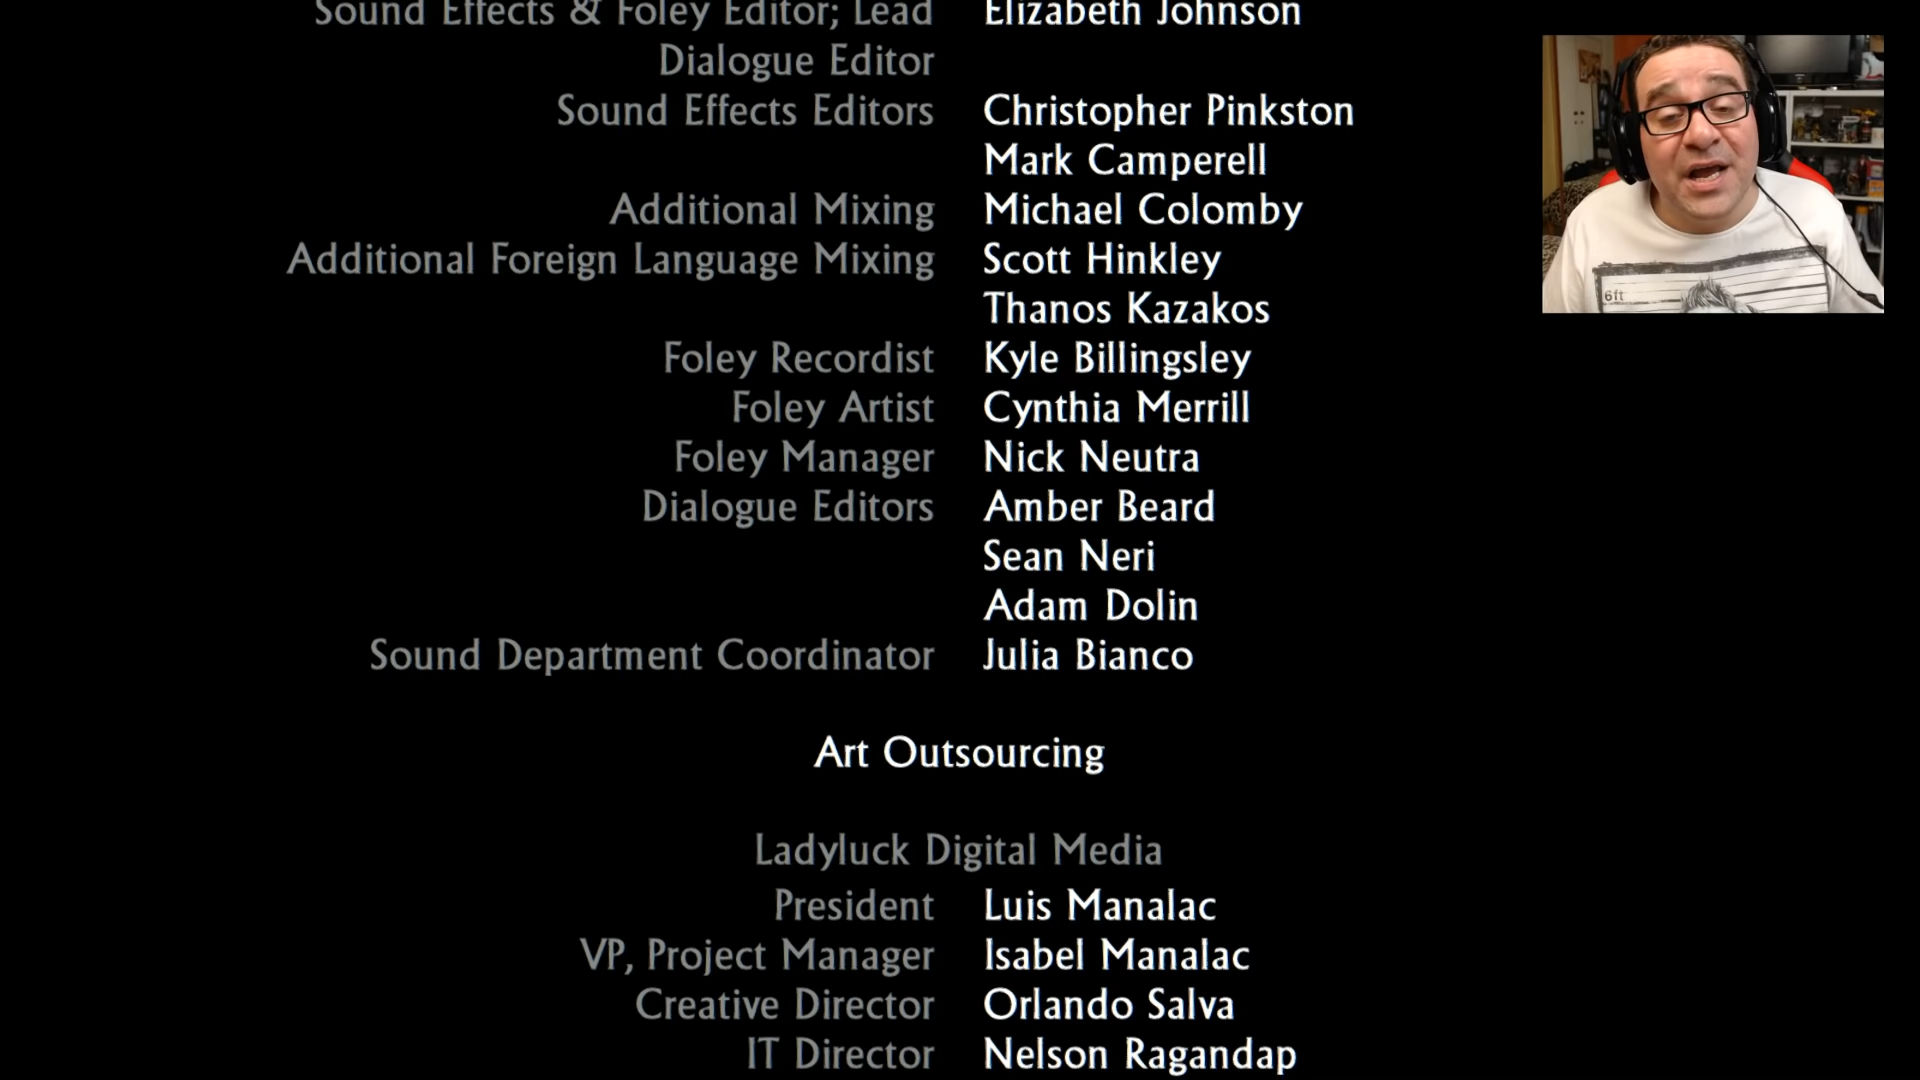 Sound Effects & Foley Editor; Lead Elizabeth Johnson
Dialogue Editor
Sound Effects Editors Christopher Pinkston
Mark Camperell
Additional Mixing Michael Colomby
Additional Foreign Language Mixing Scott Hinkley
Thanos Kazakos
Foley Recordist Kyle Billingsley
Foley Artist Cynthia Merrill
Foley Manager Nick Neutra
Dialogue Editors Amber Beard
Sean Neri
Adam Dolin
Sound Department Coordinator Julia Bianco
Art Outsourcing
Ladyluck Digital Media
President Luis Manalac
VP, Project Manager Isabel Manalac
Creative Director Orlando Salva
IT Director Nelson Ragandap
6ft